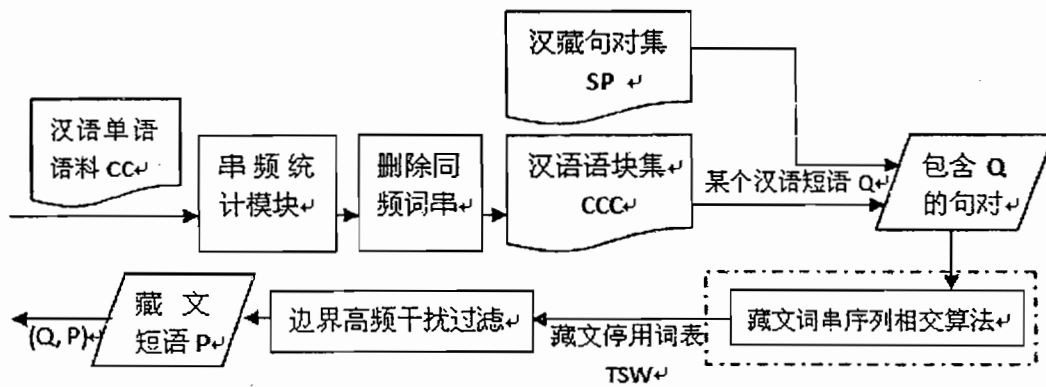 汉藏句对集
SP
汉语单语
语料 CC
串频统
计模块
删除同
频词串
汉语语块集
CCC
某个汉语短语 Q
包含 Q
的句对
藏文词串序列相交算法
藏文停用词表
TSW
边界高频干扰过滤
藏文
短语 P
(Q, P)